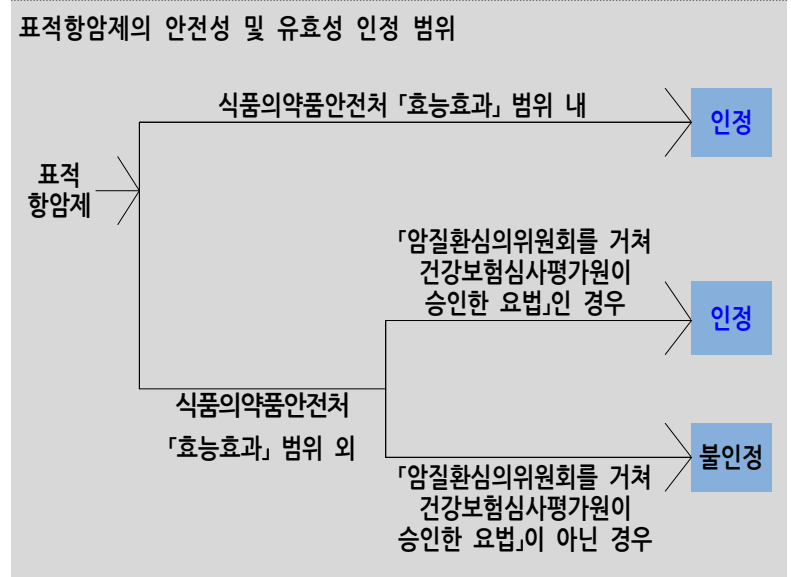 표적항암제의 안전성 및 유효성 인정 범위
식품의약품안전처 「효능효과」 범위 내
인정
표적
항암제
「암질환심의위원회를 거쳐
건강보험심사평가원이
승인한 요법」인 경우
인정
식품의약품안전처
「효능효과」 범위 외
불인정
「암질환심의위원회를 거쳐
건강보험심사평가원이
승인한 요법」이 아닌 경우